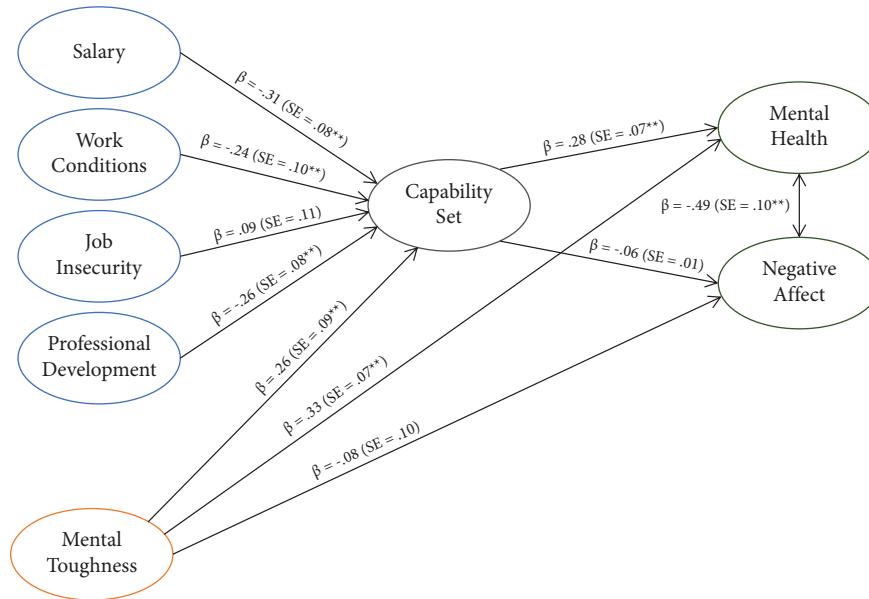 Salary
Work
Conditions
Job
Insecurity
Professional
Development
Mental
Toughness
β = -.31 (SE = .08**)
β = -.24 (SE = .10**)
β = .09 (SE = .11)
β = -.26 (SE = .08**)
β = .26 (SE = .09**)
β = .33 (SE = .07**)
β = -.08 (SE = .10)
Capability
Set
β = .28 (SE = .07**)
β = -.06 (SE = .01)
Mental
Health
β = -.49 (SE = .10**)
Negative
Affect